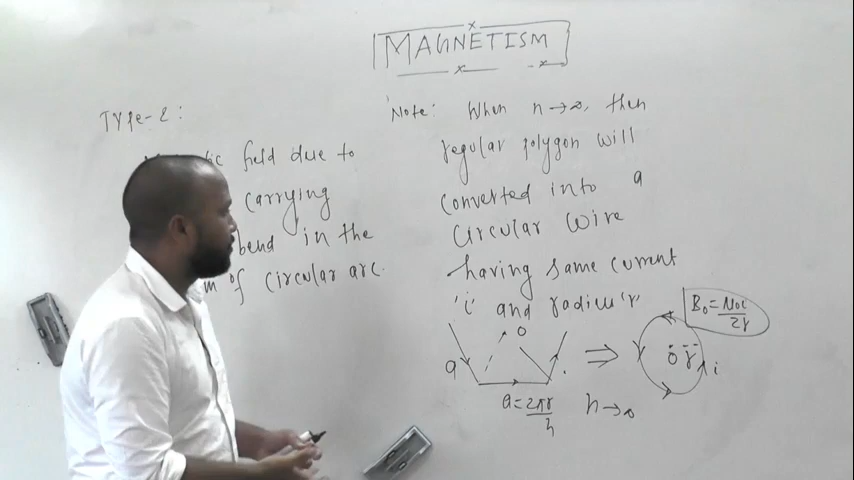 MAGNETISM
TYPE-2:
field due to
carrying
bend in the
of circular arc.
Note: When n→∞, then
regular polygon will
converted into a
circular wire
having same current
'i' and radius 'r'
a
o
a = 2πr/n
n→∞
⇒
B₀ = μ₀i/2r
o r
i